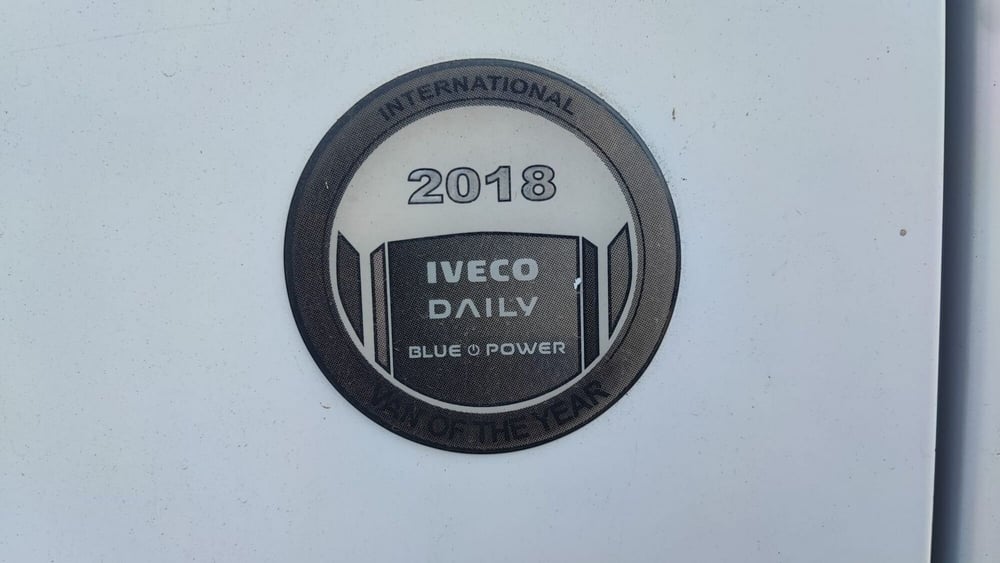 INTERNATIONAL
2018
IVECO
DAILY
BLUE POWER
VAN OF THE YEAR